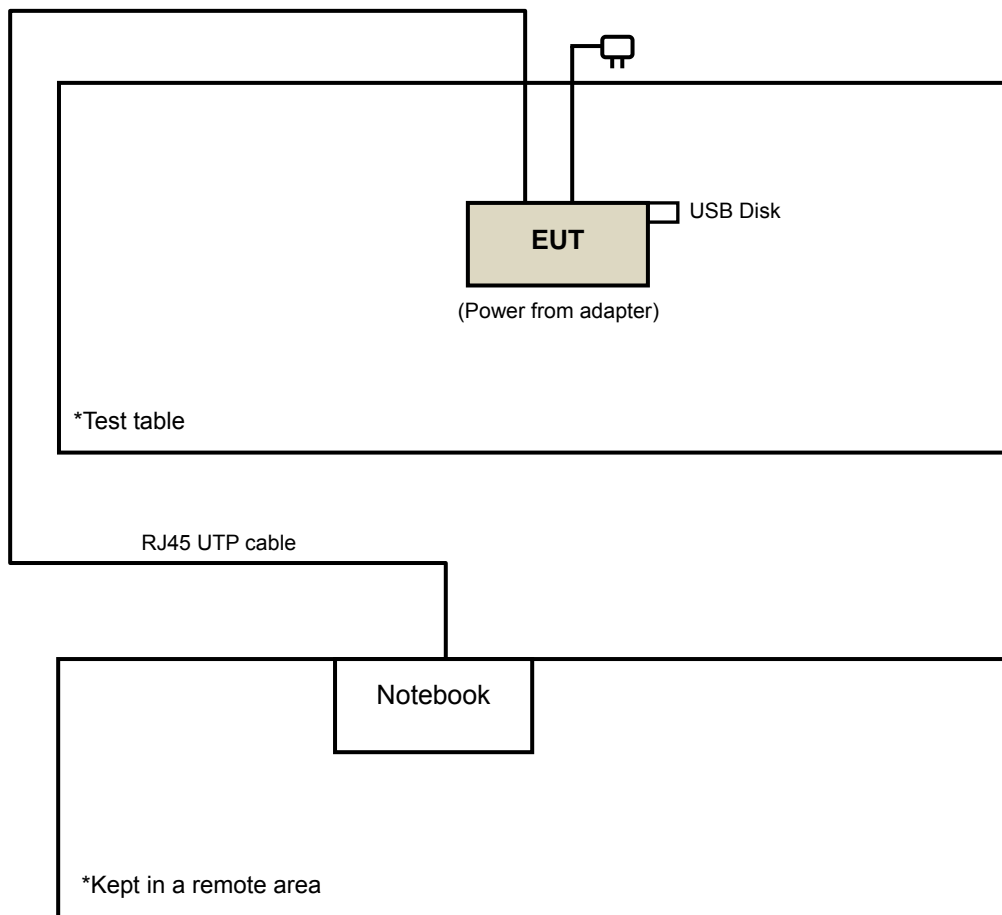 USB Disk
EUT
(Power from adapter)
*Test table
RJ45 UTP cable
Notebook
*Kept in a remote area